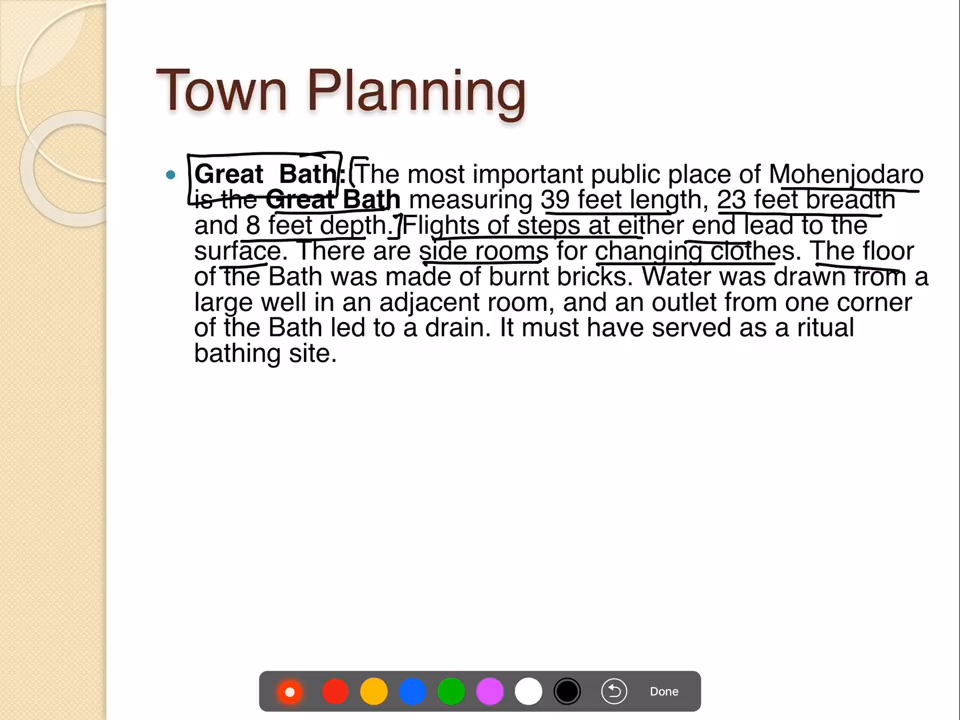 Town Planning
Great Bath: The most important public place of Mohenjodaro
is the Great Bath measuring 39 feet length, 23 feet breadth
and 8 feet depth. Flights of steps at either end lead to the
surface. There are side rooms for changing clothes. The floor
of the Bath was made of burnt bricks. Water was drawn from a
large well in an adjacent room, and an outlet from one corner
of the Bath led to a drain. It must have served as a ritual
bathing site.
Done